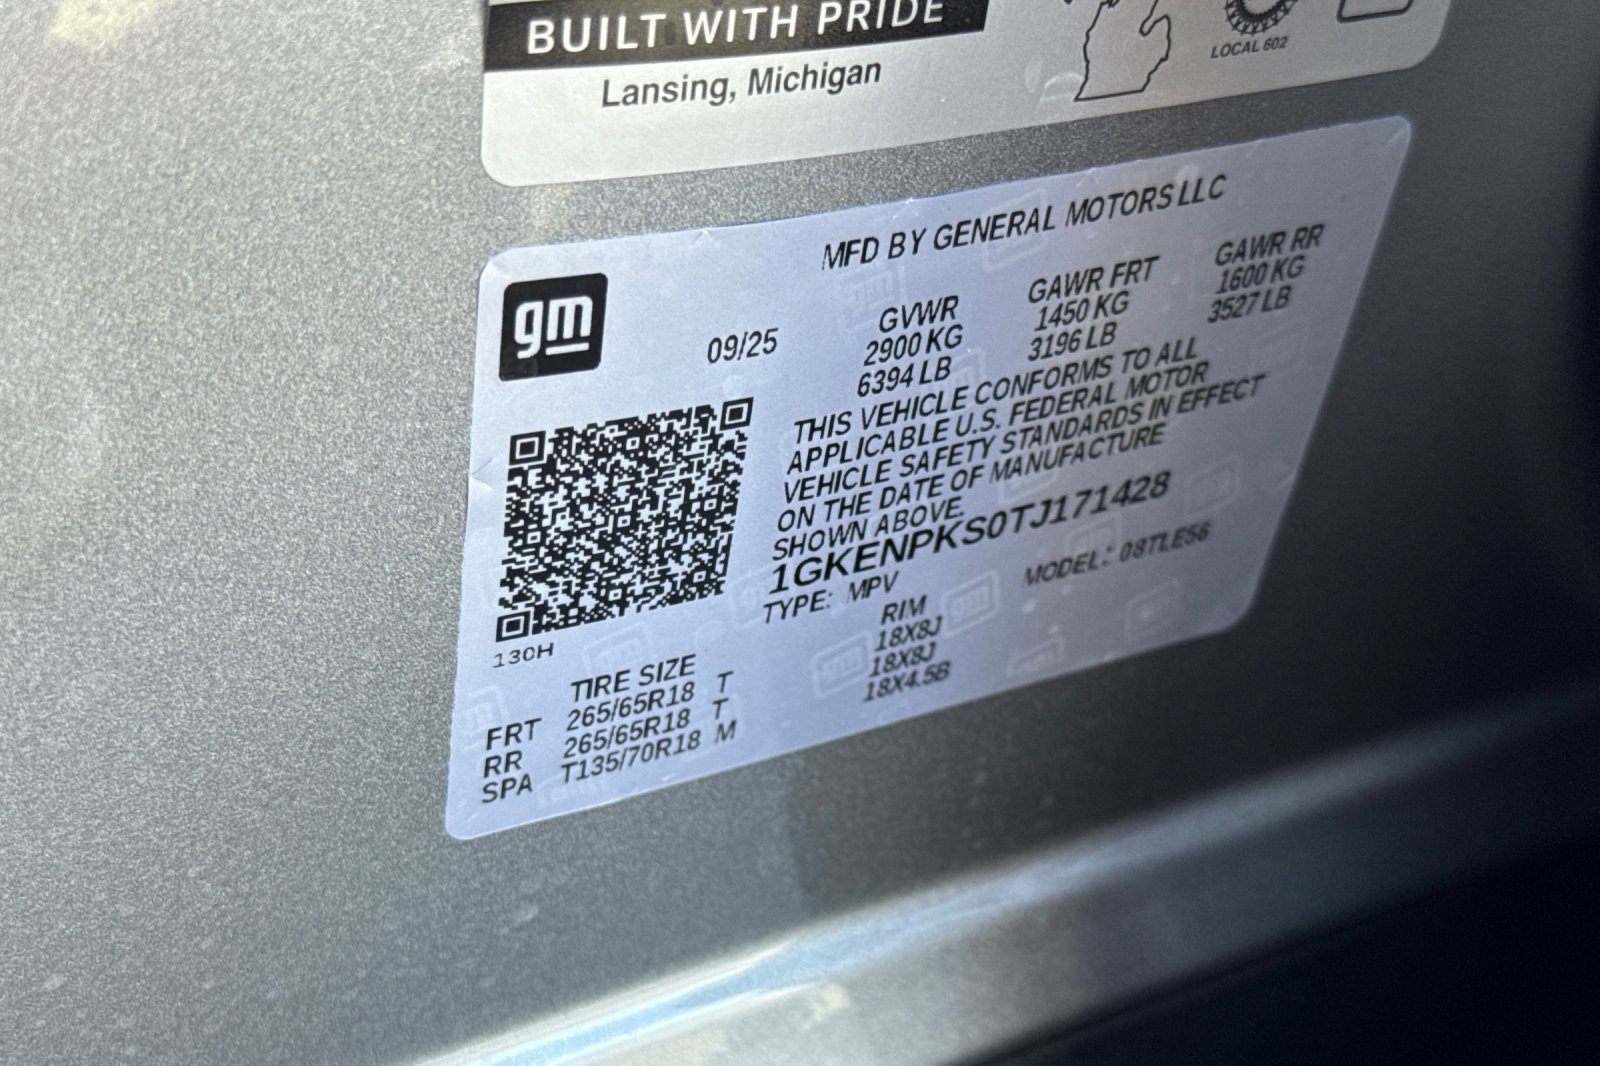 BUILT WITH PRIDE
Lansing, Michigan
LOCAL 602
MFD BY GENERAL MOTORS LLC
gm
09/25
GVWR
2900 KG
6394 LB
GAWR FRT
1450 KG
3196 LB
GAWR RR
1600 KG
3527 LB
THIS VEHICLE CONFORMS TO ALL
APPLICABLE U.S. FEDERAL MOTOR
VEHICLE SAFETY STANDARDS IN EFFECT
ON THE DATE OF MANUFACTURE
SHOWN ABOVE.
1GKENPKS0TJ171428
TYPE: MPV MODEL: 08TLE56
130H
TIRE SIZE RIM
FRT 265/65R18 T 18X8J
RR 265/65R18 T 18X8J
SPA T135/70R18 M 18X4.5B